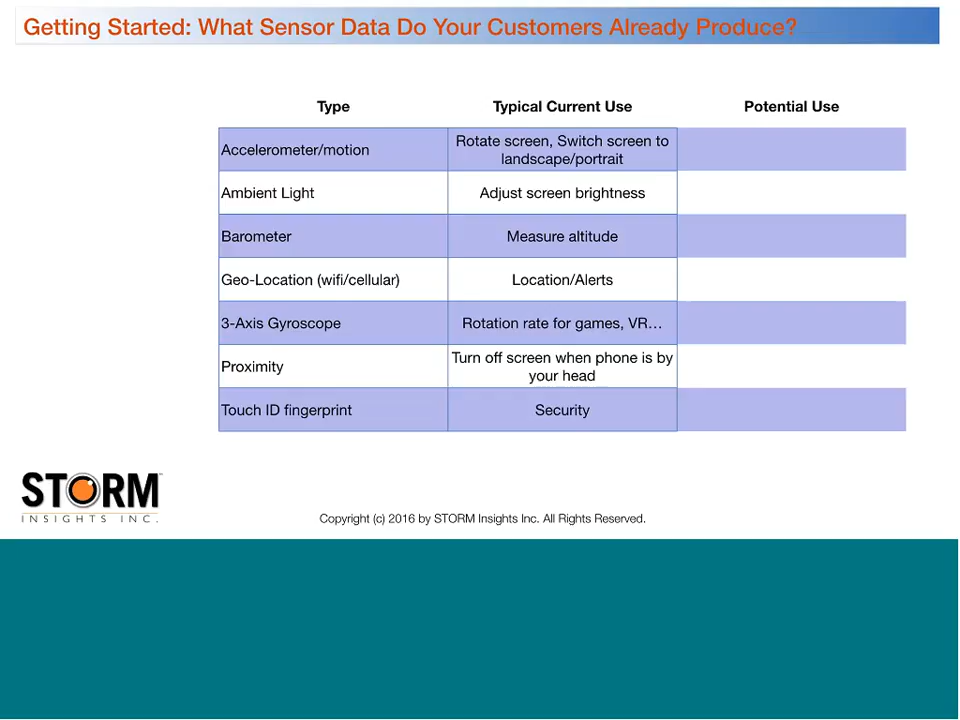 Getting Started: What Sensor Data Do Your Customers Already Produce?
Type Typical Current Use Potential Use
Accelerometer/motion
Rotate screen, Switch screen to
landscape/portrait
Ambient Light Adjust screen brightness
Barometer Measure altitude
Geo-Location (wifi/cellular) Location/Alerts
3-Axis Gyroscope Rotation rate for games, VR…
Proximity
Turn off screen when phone is by
your head
Touch ID fingerprint Security
STORM
INSIGHTS INC.
Copyright (c) 2016 by STORM Insights Inc. All Rights Reserved.